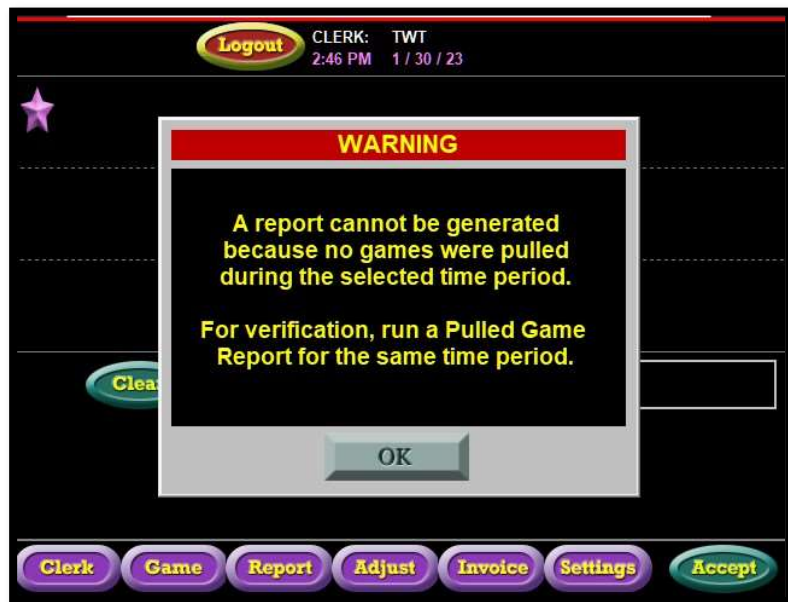 Logout
CLERK: TWT
2:46 PM 1 / 30 / 23
WARNING
A report cannot be generated
because no games were pulled
during the selected time period.
For verification, run a Pulled Game
Report for the same time period.
OK
Clerk Game Report Adjust Invoice Settings Accept